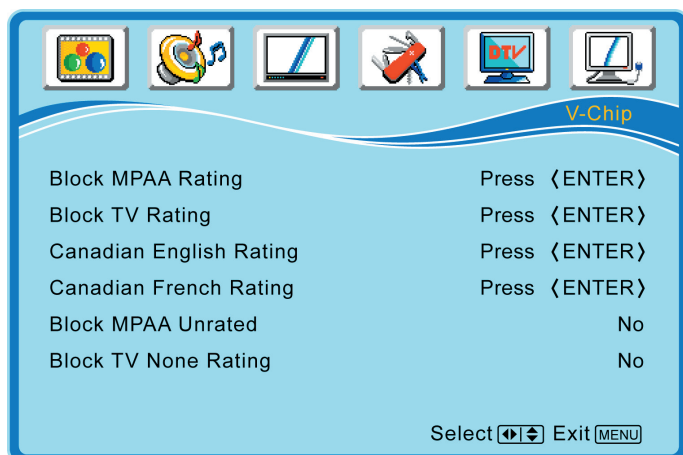 DTV
V-Chip
Block MPAA Rating Press 〈ENTER〉
Block TV Rating Press 〈ENTER〉
Canadian English Rating Press 〈ENTER〉
Canadian French Rating Press 〈ENTER〉
Block MPAA Unrated No
Block TV None Rating No
Select Exit MENU